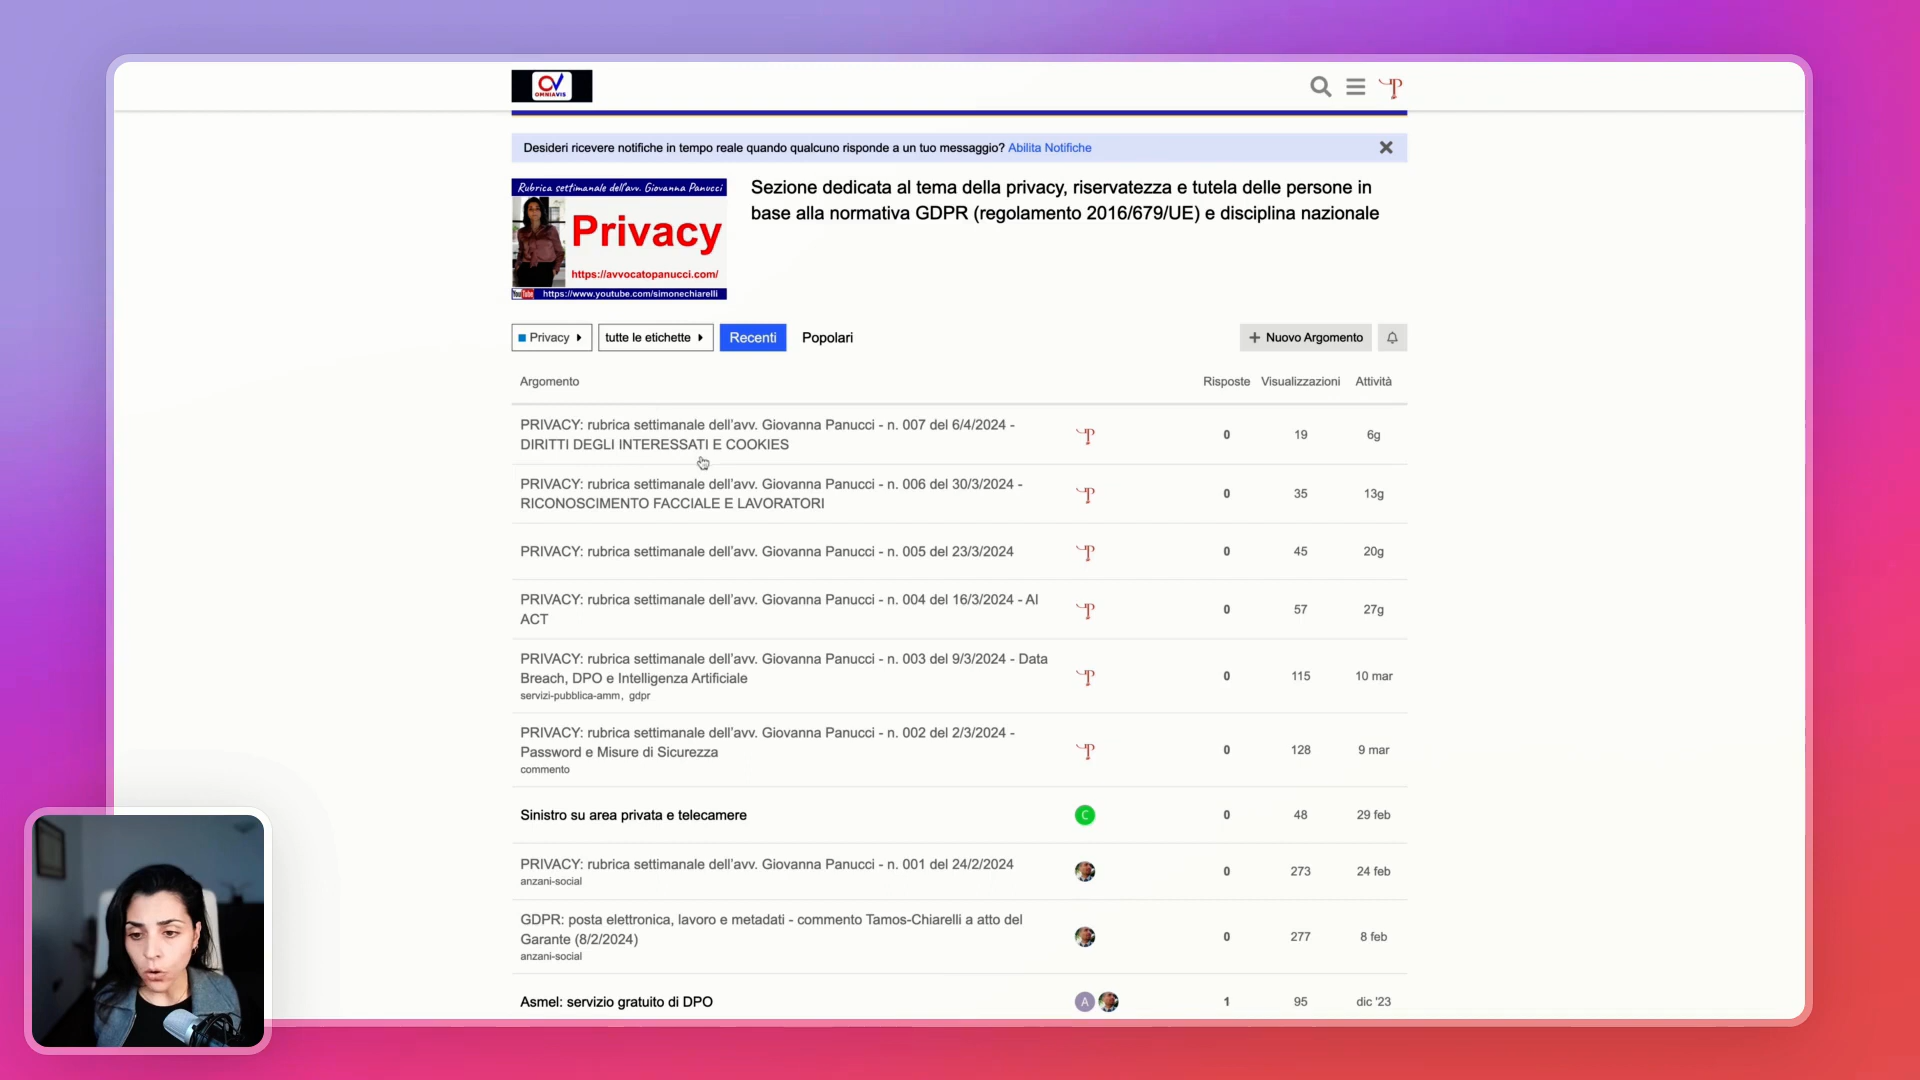 OV
OMNIAVIS
Desideri ricevere notifiche in tempo reale quando qualcuno risponde a un tuo messaggio? Abilita Notifiche
Rubrica settimanale dell'avv. Giovanna Panucci
Privacy
https://avvocatopanucci.com/
YouTube https://www.youtube.com/simonechiarelli
Sezione dedicata al tema della privacy, riservatezza e tutela delle persone in
base alla normativa GDPR (regolamento 2016/679/UE) e disciplina nazionale
Privacy tutte le etichette Recenti Popolari + Nuovo Argomento
Argomento Risposte Visualizzazioni Attività
PRIVACY: rubrica settimanale dell'avv. Giovanna Panucci - n. 007 del 6/4/2024 -
DIRITTI DEGLI INTERESSATI E COOKIES
0 19 6g
PRIVACY: rubrica settimanale dell'avv. Giovanna Panucci - n. 006 del 30/3/2024 -
RICONOSCIMENTO FACCIALE E LAVORATORI
0 35 13g
PRIVACY: rubrica settimanale dell'avv. Giovanna Panucci - n. 005 del 23/3/2024
0 45 20g
PRIVACY: rubrica settimanale dell'avv. Giovanna Panucci - n. 004 del 16/3/2024 - AI
ACT
0 57 27g
PRIVACY: rubrica settimanale dell'avv. Giovanna Panucci - n. 003 del 9/3/2024 - Data
Breach, DPO e Intelligenza Artificiale
servizi-pubblica-amm, gdpr
0 115 10 mar
PRIVACY: rubrica settimanale dell'avv. Giovanna Panucci - n. 002 del 2/3/2024 -
Password e Misure di Sicurezza
commento
0 128 9 mar
Sinistro su area privata e telecamere
C 0 48 29 feb
PRIVACY: rubrica settimanale dell'avv. Giovanna Panucci - n. 001 del 24/2/2024
anzani-social
0 273 24 feb
GDPR: posta elettronica, lavoro e metadati - commento Tamos-Chiarelli a atto del
Garante (8/2/2024)
anzani-social
0 277 8 feb
Asmel: servizio gratuito di DPO
A 1 95 dic '23